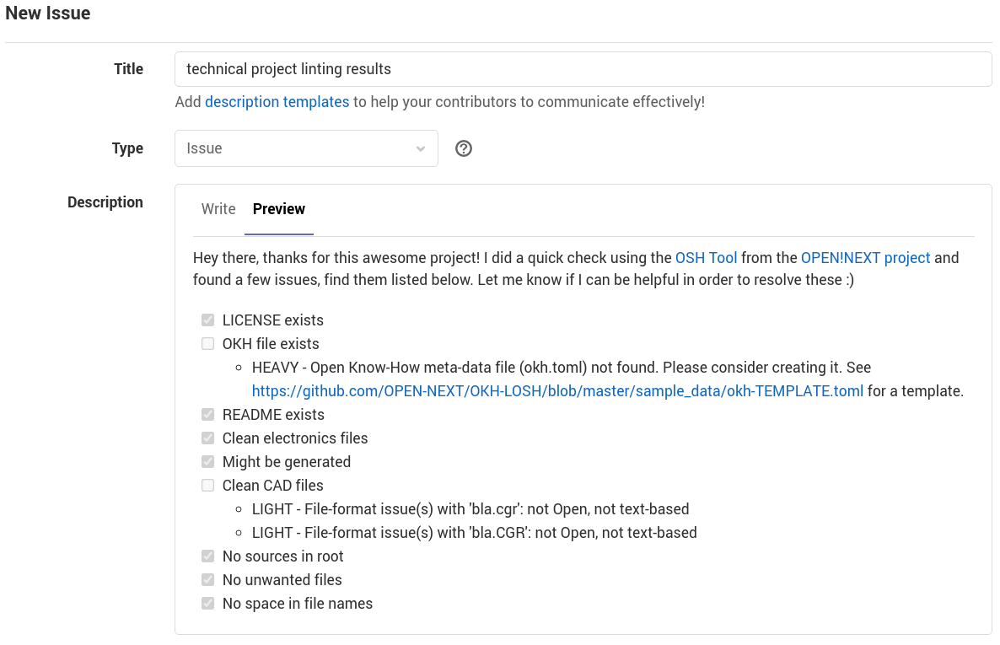 New Issue
Title
technical project linting results
Add description templates to help your contributors to communicate effectively!
Type
Issue
Description
Write Preview
Hey there, thanks for this awesome project! I did a quick check using the OSH Tool from the OPEN!NEXT project and
found a few issues, find them listed below. Let me know if I can be helpful in order to resolve these :)
LICENSE exists
OKH file exists
HEAVY - Open Know-How meta-data file (okh.toml) not found. Please consider creating it. See
https://github.com/OPEN-NEXT/OKH-LOSH/blob/master/sample_data/okh-TEMPLATE.toml for a template.
README exists
Clean electronics files
Might be generated
Clean CAD files
LIGHT - File-format issue(s) with 'bla.cgr': not Open, not text-based
LIGHT - File-format issue(s) with 'bla.CGR': not Open, not text-based
No sources in root
No unwanted files
No space in file names